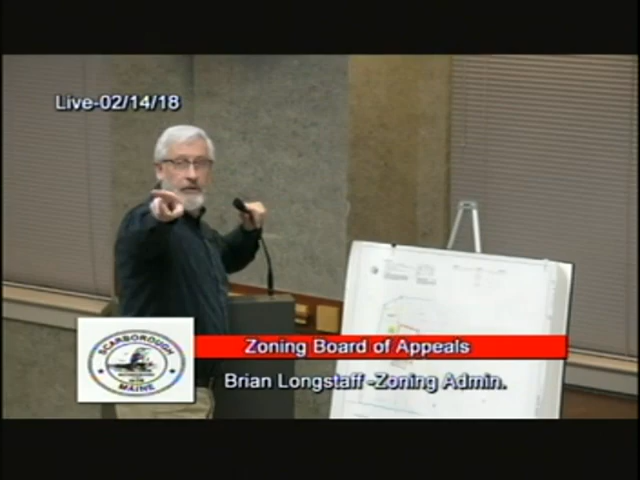 Live-02/14/18
SCARBOROUGH
MAINE
Zoning Board of Appeals
Brian Longstaff -Zoning Admin.